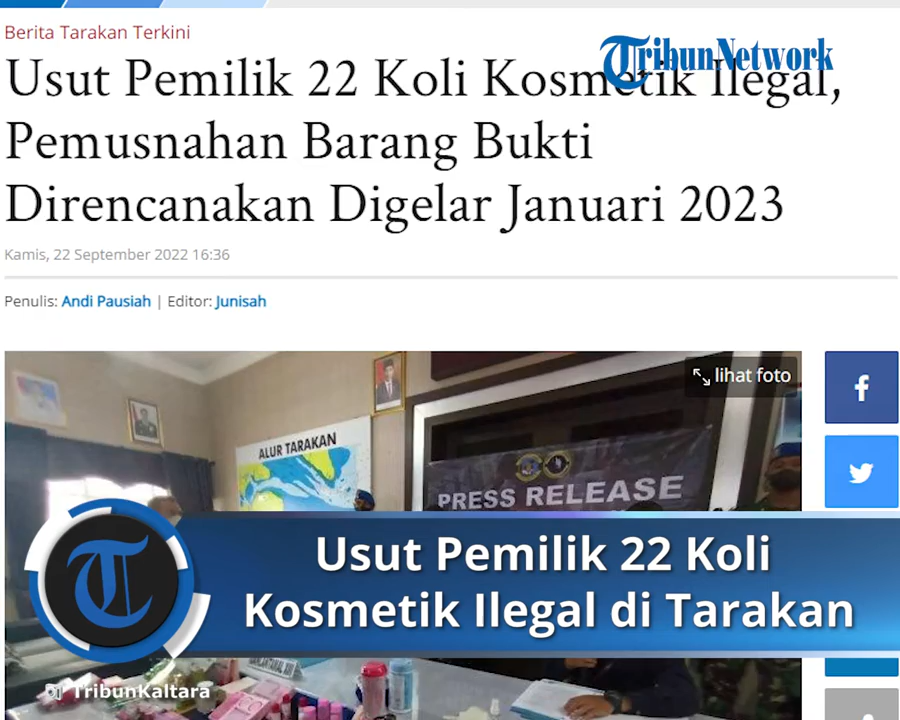 Berita Tarakan Terkini
TribunNetwork
Usut Pemilik 22 Koli Kosmetik Ilegal,
Pemusnahan Barang Bukti
Direncanakan Digelar Januari 2023
Kamis, 22 September 2022 16:36
Penulis: Andi Pausiah | Editor: Junisah
lihat foto
ALUR TARAKAN
PRESS RELEASE
Usut Pemilik 22 Koli
Kosmetik Ilegal di Tarakan
TribunKaltara